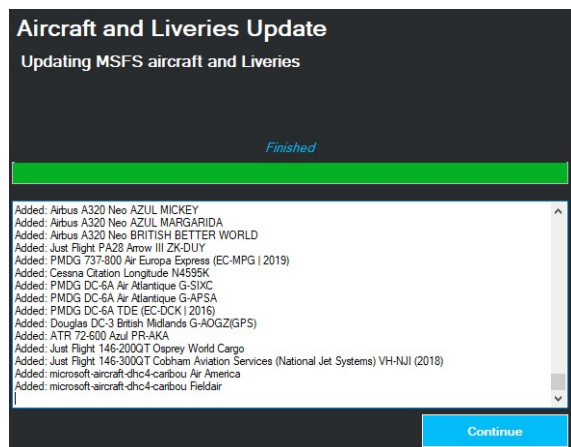 Aircraft and Liveries Update
Updating MSFS aircraft and Liveries
Finished
Added: Airbus A320 Neo AZUL MICKEY
Added: Airbus A320 Neo AZUL MARGARIDA
Added: Airbus A320 Neo BRITISH BETTER WORLD
Added: Just Flight PA28 Arrow III ZK-DUY
Added: PMDG 737-800 Air Europa Express (EC-MPG | 2019)
Added: Cessna Citation Longitude N4595K
Added: PMDG DC-6A Air Atlantique G-SIXC
Added: PMDG DC-6A Air Atlantique G-APSA
Added: PMDG DC-6A TDE (EC-DCK | 2016)
Added: Douglas DC-3 British Midlands G-AOGZ(GPS)
Added: ATR 72-600 Azul PR-AKA
Added: Just Flight 146-200QT Osprey World Cargo
Added: Just Flight 146-300QT Cobham Aviation Services (National Jet Systems) VH-NJI (2018)
Added: microsoft-aircraft-dhc4-caribou Air America
Added: microsoft-aircraft-dhc4-caribou Fieldair
Continue